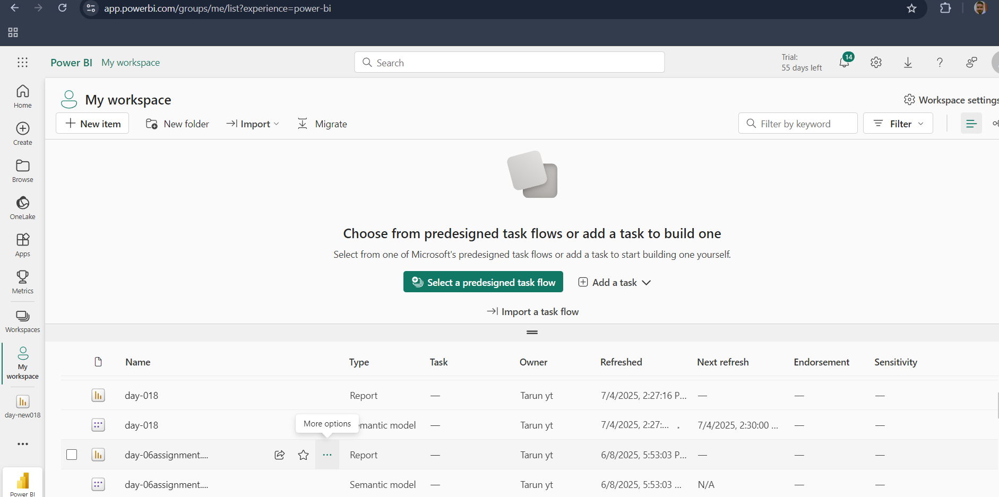 app.powerbi.com/groups/me/list?experience=power-bi
Power BI My workspace
Search
Trial:
55 days left
14
Home
Create
Browse
OneLake
Apps
Metrics
Workspaces
My
workspace
day-new018
Power BI
My workspace
Workspace settings
New item New folder Import Migrate
Filter by keyword Filter
Choose from predesigned task flows or add a task to build one
Select from one of Microsoft's predesigned task flows or add a task to start building one yourself.
Select a predesigned task flow Add a task
Import a task flow
Name Type Task Owner Refreshed Next refresh Endorsement Sensitivity
day-018 Report — Tarun yt 7/4/2025, 2:27:16 P... — — —
More options
day-018 emantic model — Tarun yt 7/4/2025, 2:27:... 7/4/2025, 2:30:00 ... — —
day-06assignment.... Report — Tarun yt 6/8/2025, 5:53:03 P... — — —
day-06assignment.... Semantic model — Tarun yt 6/8/2025, 5:53:03 ... N/A — —